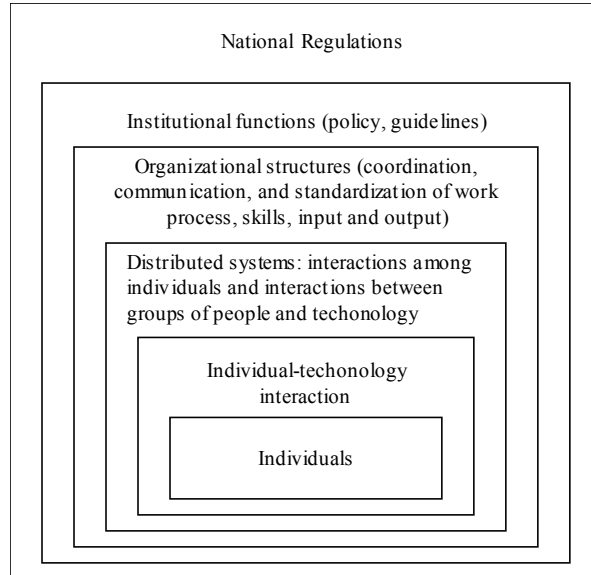 National Regulations
Institutional functions (policy, guidelines)
Organizational structures (coordination,
communication, and standardization of work
process, skills, input and output)
Distributed systems: interactions among
individuals and interactions between
groups of people and techonology
Individual-techonology
interaction
Individuals